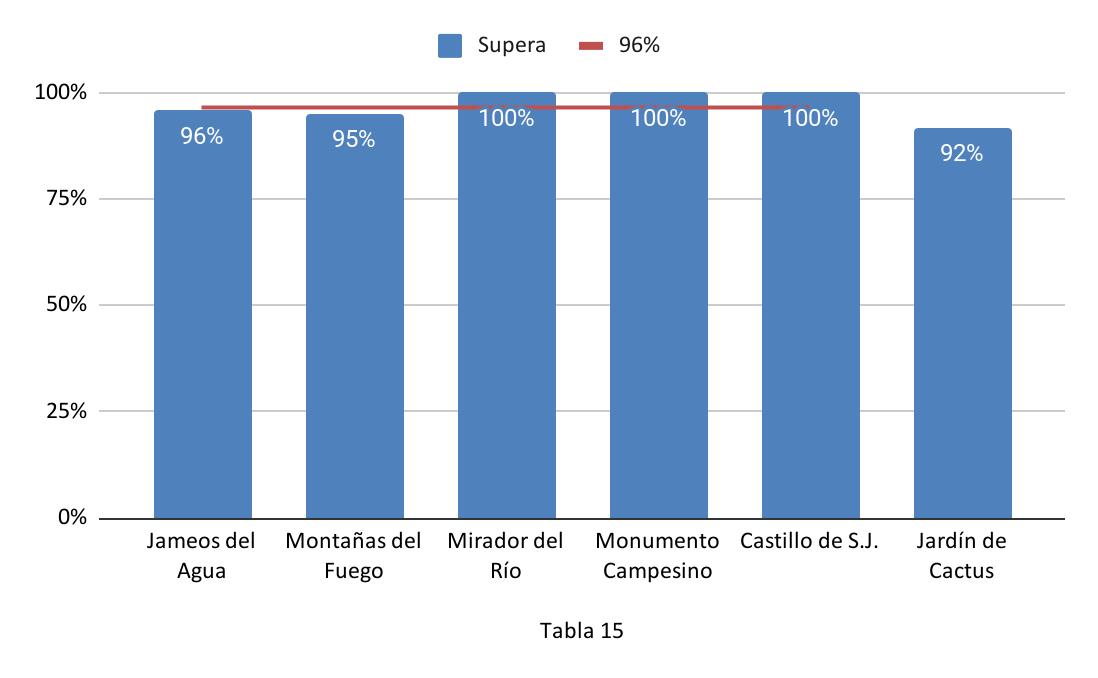 Supera 96%
100%
75%
50%
25%
0%
96% 95% 100% 100% 100% 92%
Jameos del Agua
Montañas del Fuego
Mirador del Río
Monumento Campesino
Castillo de S.J.
Jardín de Cactus
Tabla 15